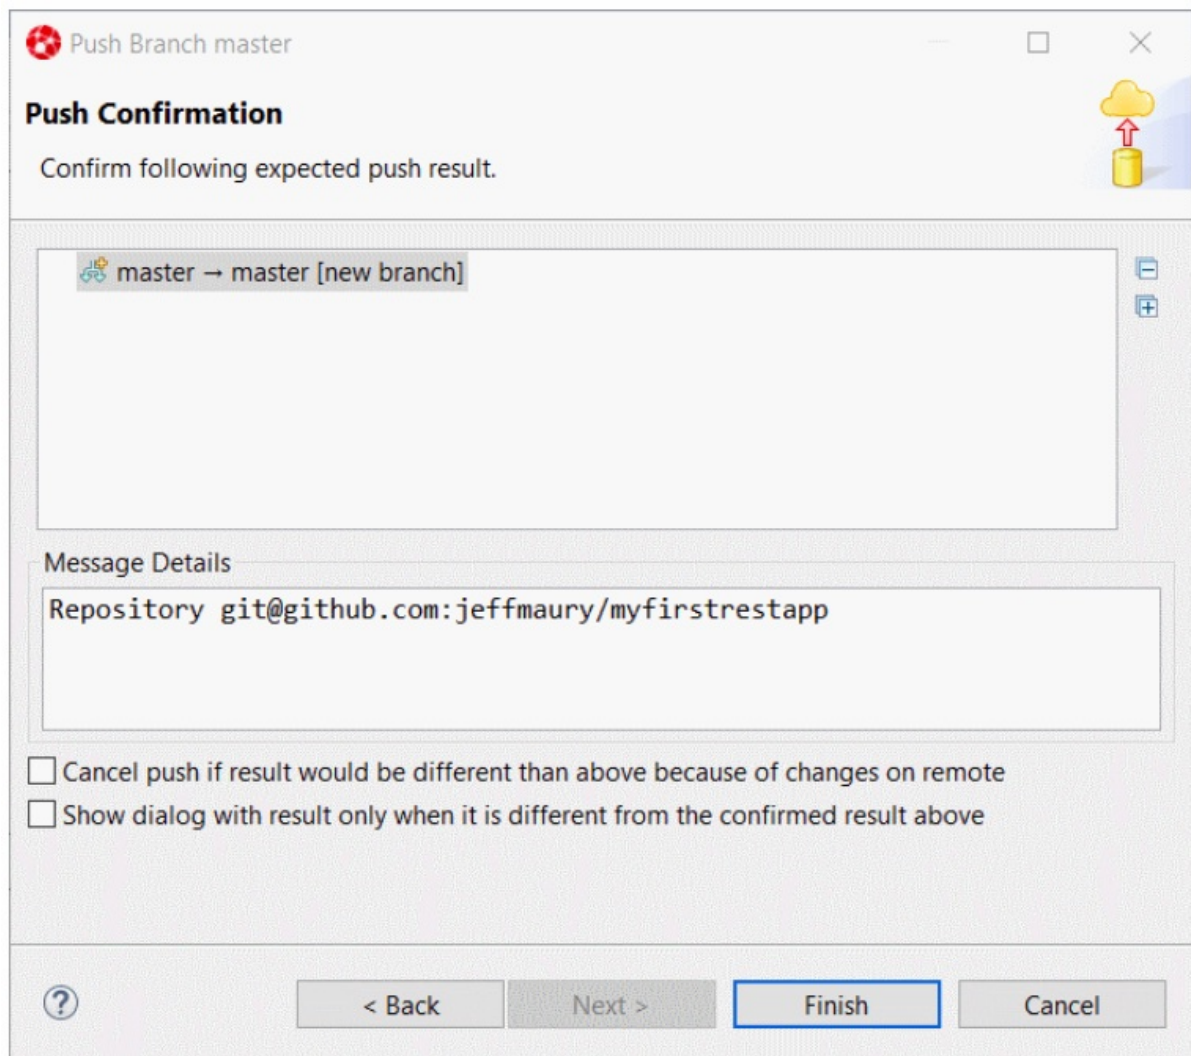 Push Branch master
Push Confirmation
Confirm following expected push result.
master → master [new branch]
Message Details
Repository git@github.com:jeffmaury/myfirstrestapp
Cancel push if result would be different than above because of changes on remote
Show dialog with result only when it is different from the confirmed result above
? < Back Next > Finish Cancel